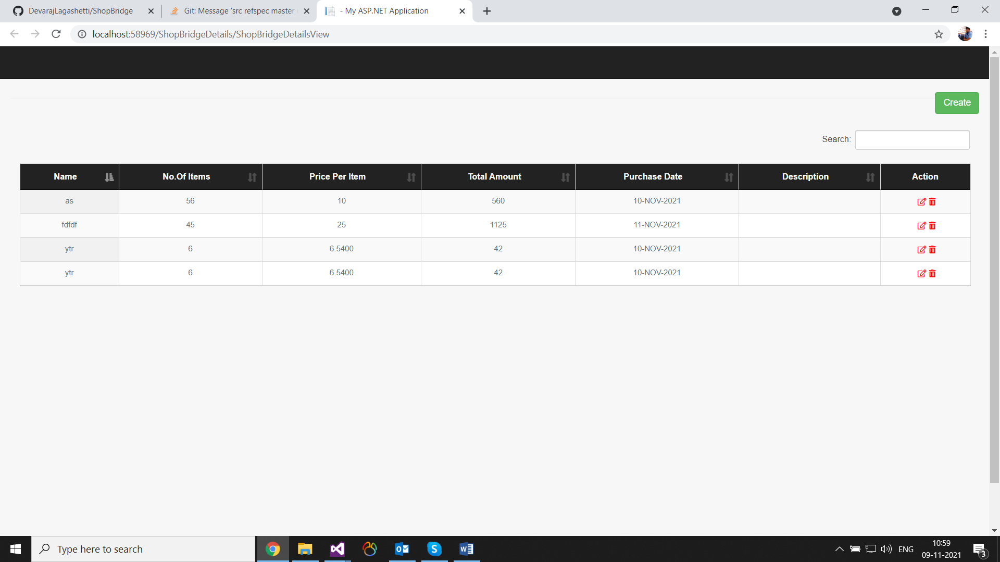 DevarajLagashetti/ShopBridge
Git: Message 'src refspec master
- My ASP.NET Application
localhost:58969/ShopBridgeDetails/ShopBridgeDetailsView
Create
Search:
Name No.Of Items Price Per Item Total Amount Purchase Date Description Action
as 56 10 560 10-NOV-2021
fdfdf 45 25 1125 11-NOV-2021
ytr 6 6.5400 42 10-NOV-2021
ytr 6 6.5400 42 10-NOV-2021
Type here to search
ENG
10:59
09-11-2021
3